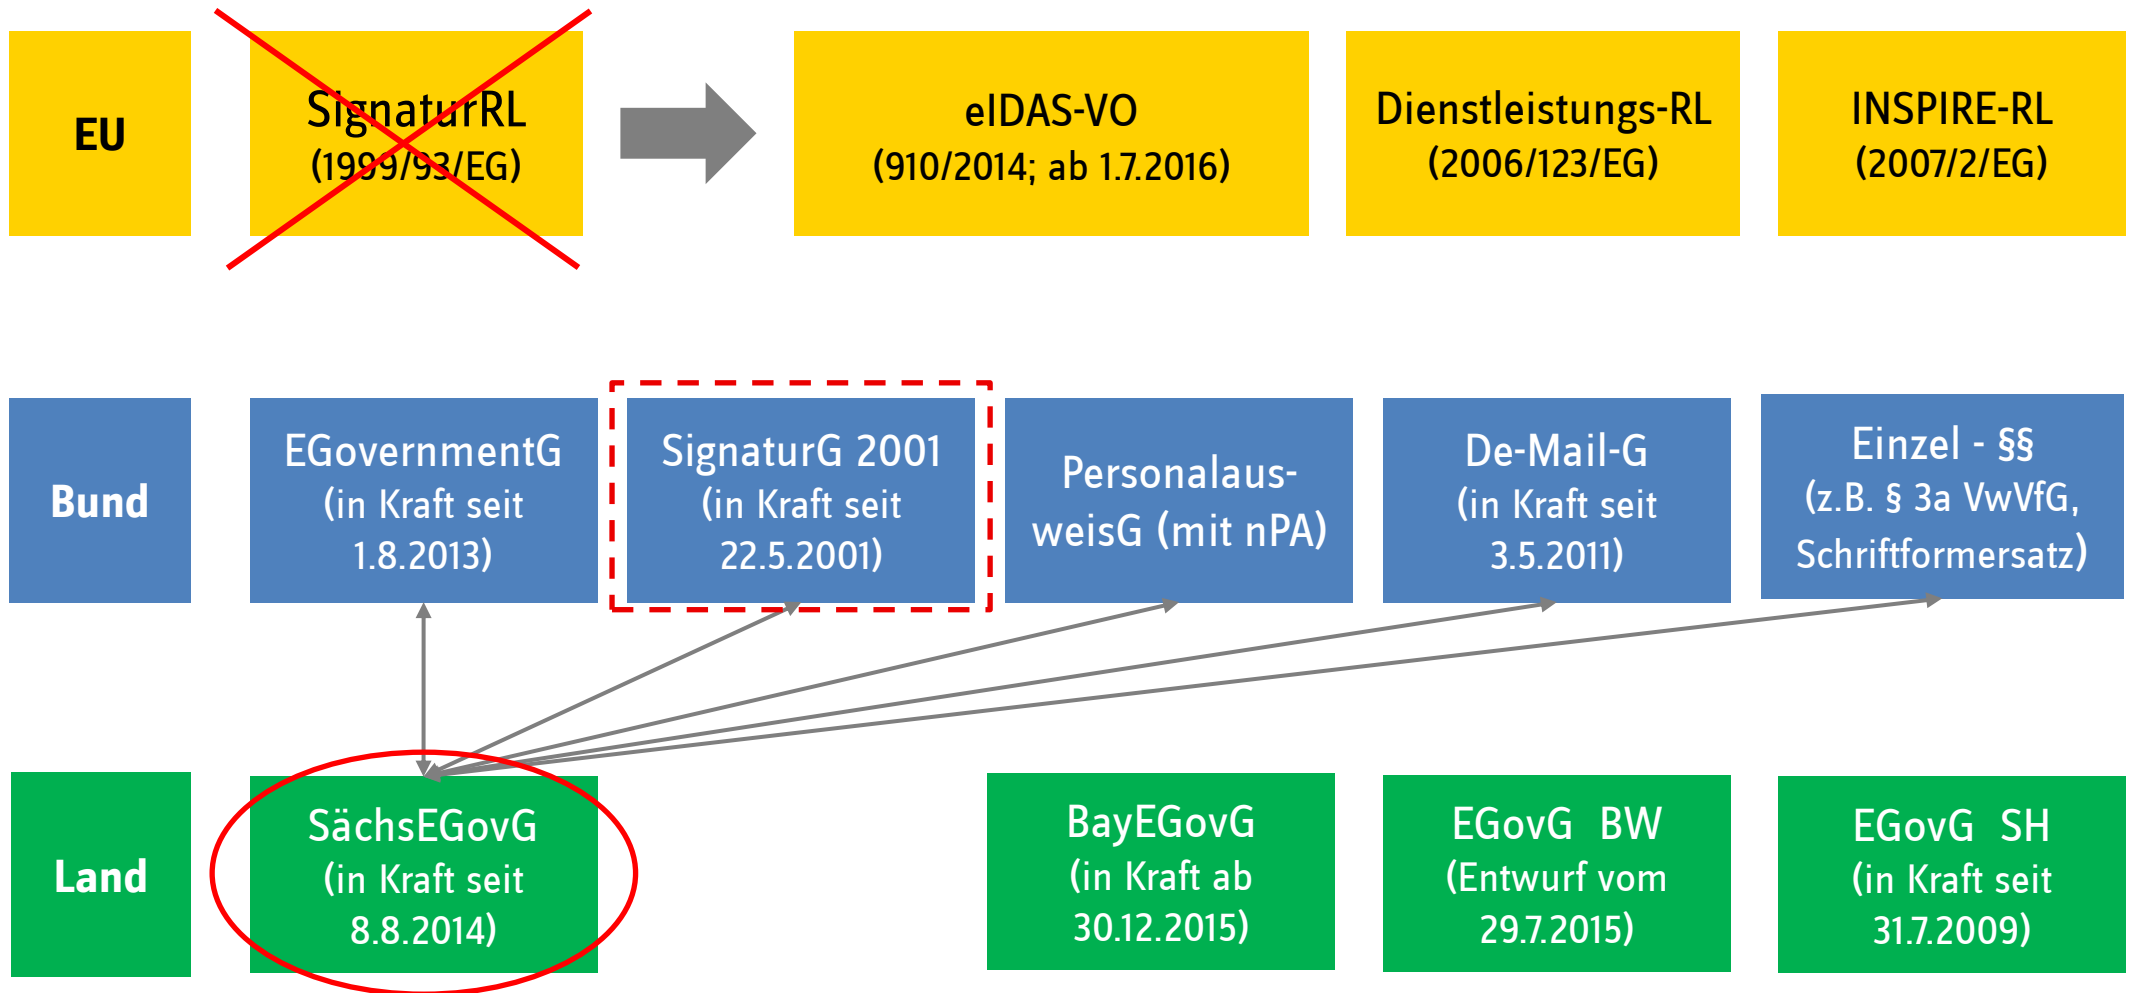 EU
SignaturRL
(1999/93/EG)
eIDAS-VO
(910/2014; ab 1.7.2016)
Dienstleistungs-RL
(2006/123/EG)
INSPIRE-RL
(2007/2/EG)
Bund
EGovernmentG
(in Kraft seit
1.8.2013)
SignaturG 2001
(in Kraft seit
22.5.2001)
Personalaus-
weisG (mit nPA)
De-Mail-G
(in Kraft seit
3.5.2011)
Einzel - §§
(z.B. § 3a VwVfG,
Schriftformersatz)
Land
SächsEGovG
(in Kraft seit
8.8.2014)
BayEGovG
(in Kraft ab
30.12.2015)
EGovG BW
(Entwurf vom
29.7.2015)
EGovG SH
(in Kraft seit
31.7.2009)